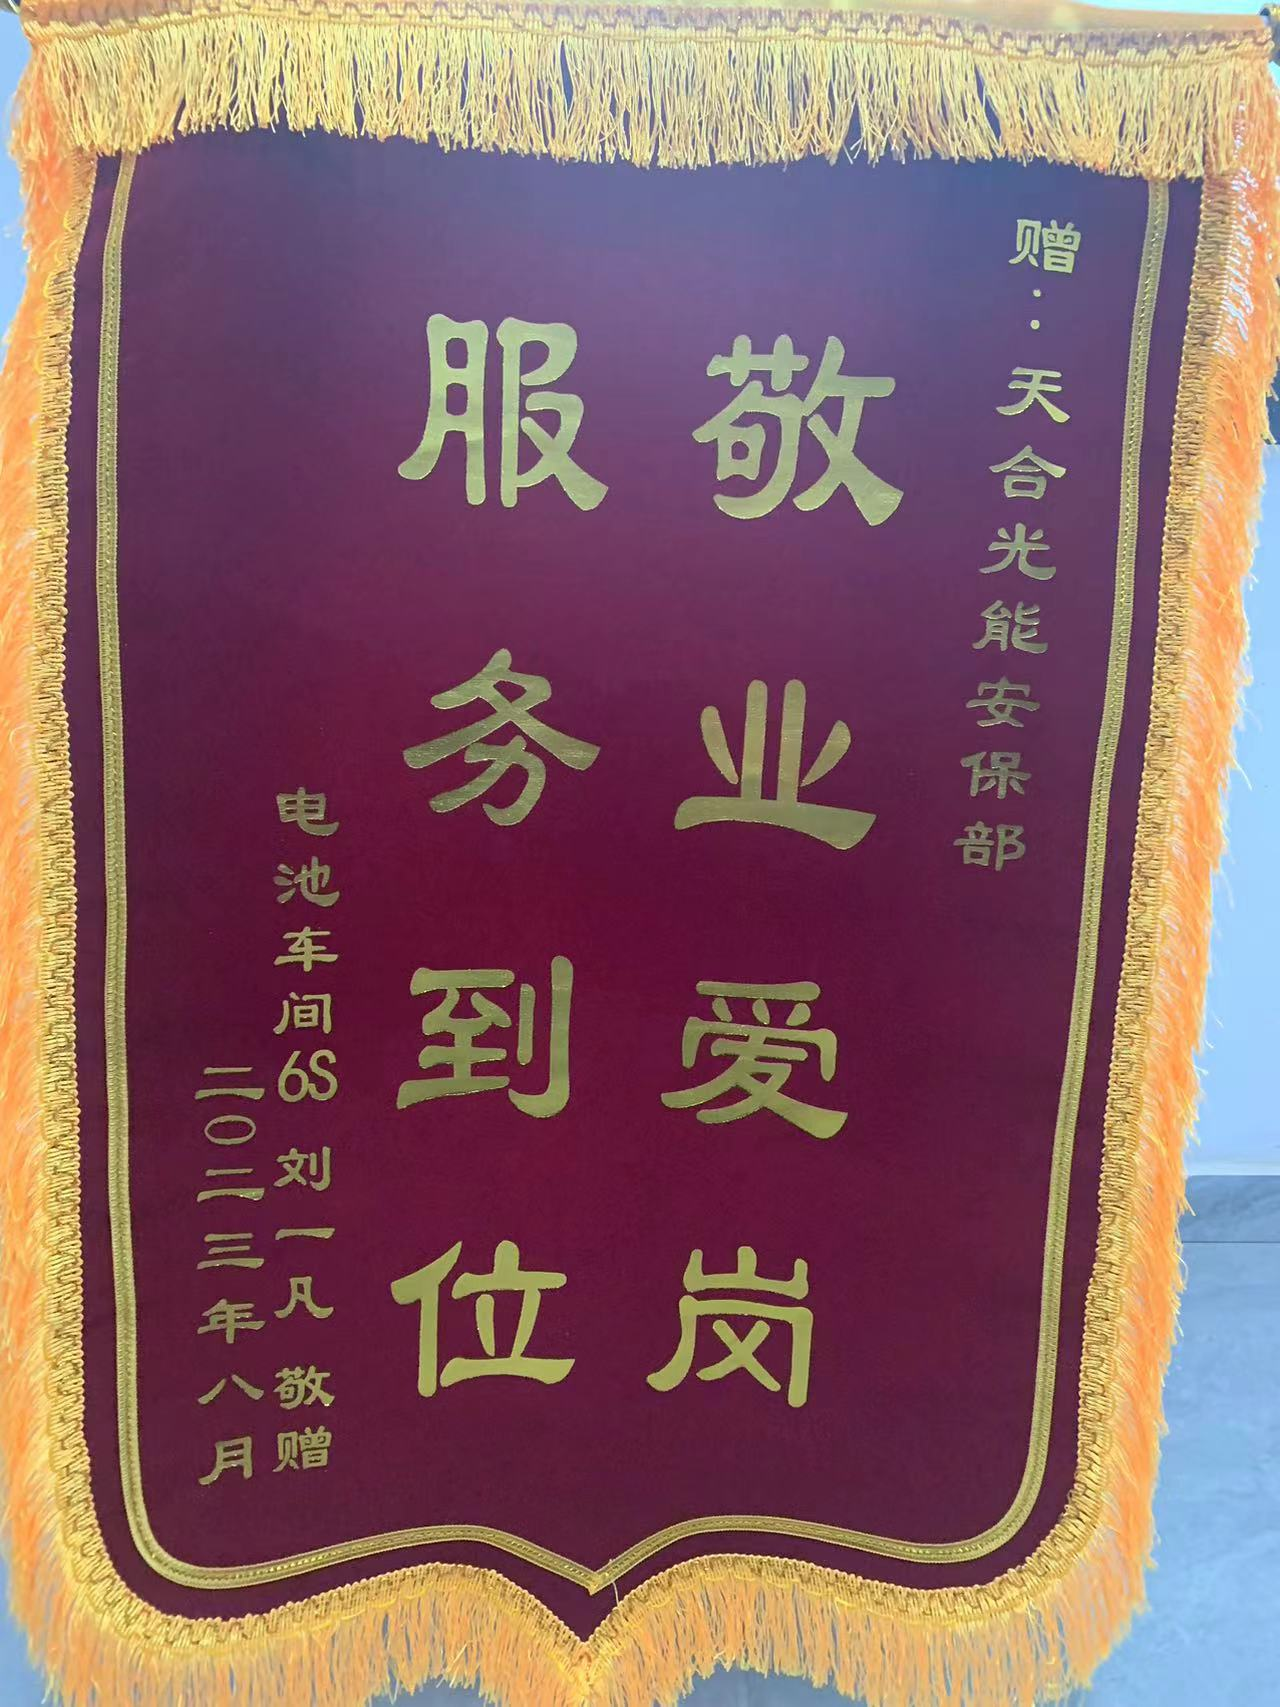 赠：天合光能安保部
敬业爱岗
服务到位
电池车间6S 刘一凡 敬赠
二〇二三年八月